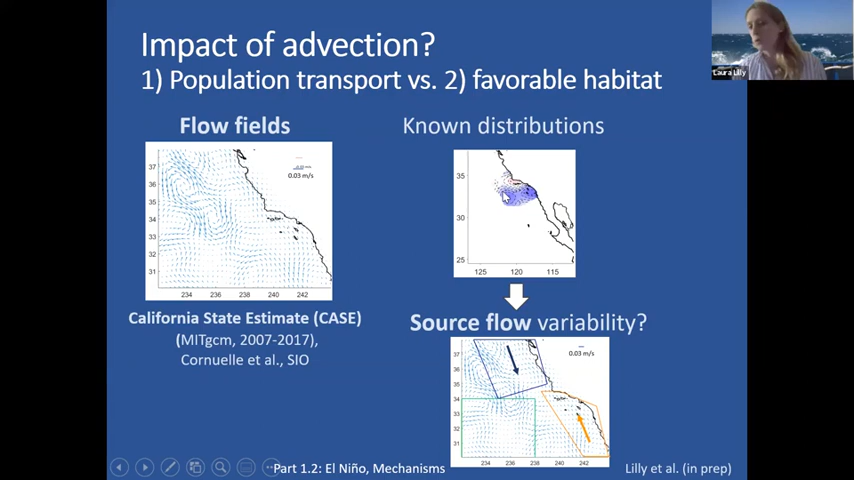 Impact of advection?
1) Population transport vs. 2) favorable habitat
Laura Lilly
Flow fields
Known distributions
37
36
35
34
33
32
31
234 236 238 240 242
0.03 m/s
35
30
25
125 120 115
California State Estimate (CASE)
(MITgcm, 2007-2017),
Cornuelle et al., SIO
Source flow variability?
37
36
35
34
33
32
31
234 236 238 240 242
0.03 m/s
Part 1.2: El Niño, Mechanisms
Lilly et al. (in prep)